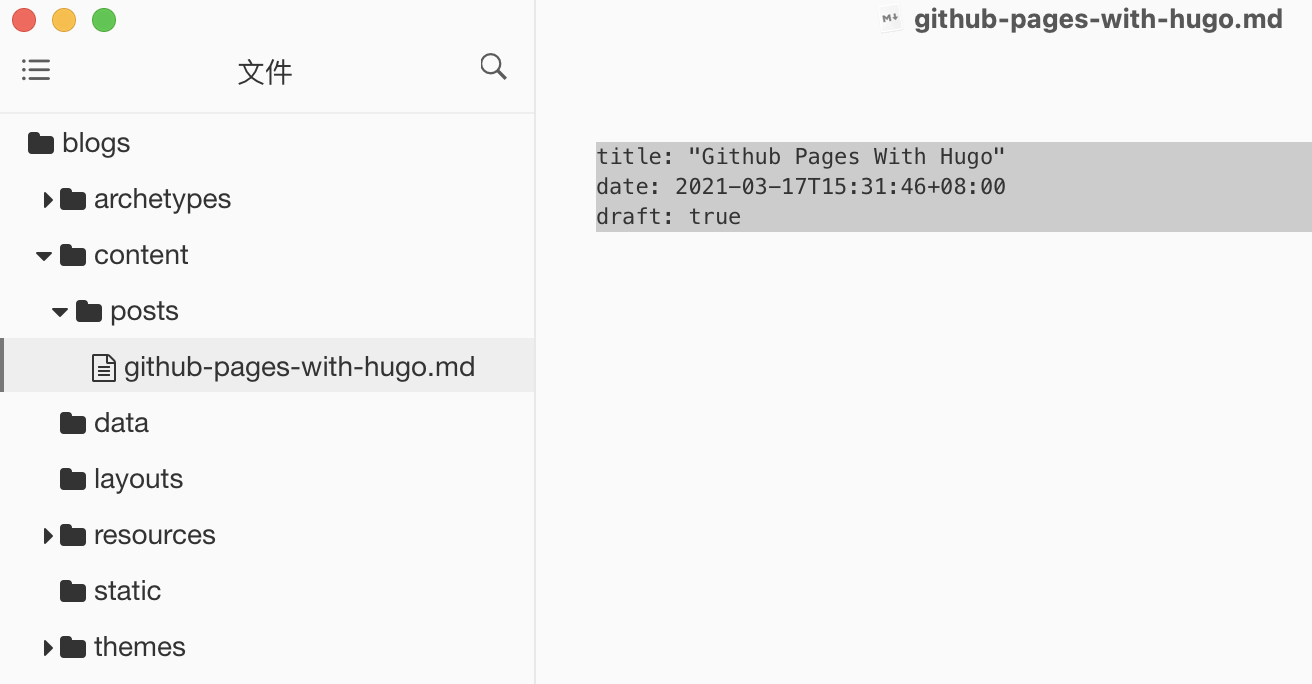 github-pages-with-hugo.md
文件
blogs
archetypes
content
posts
github-pages-with-hugo.md
data
layouts
resources
static
themes
title: "Github Pages With Hugo"
date: 2021-03-17T15:31:46+08:00
draft: true